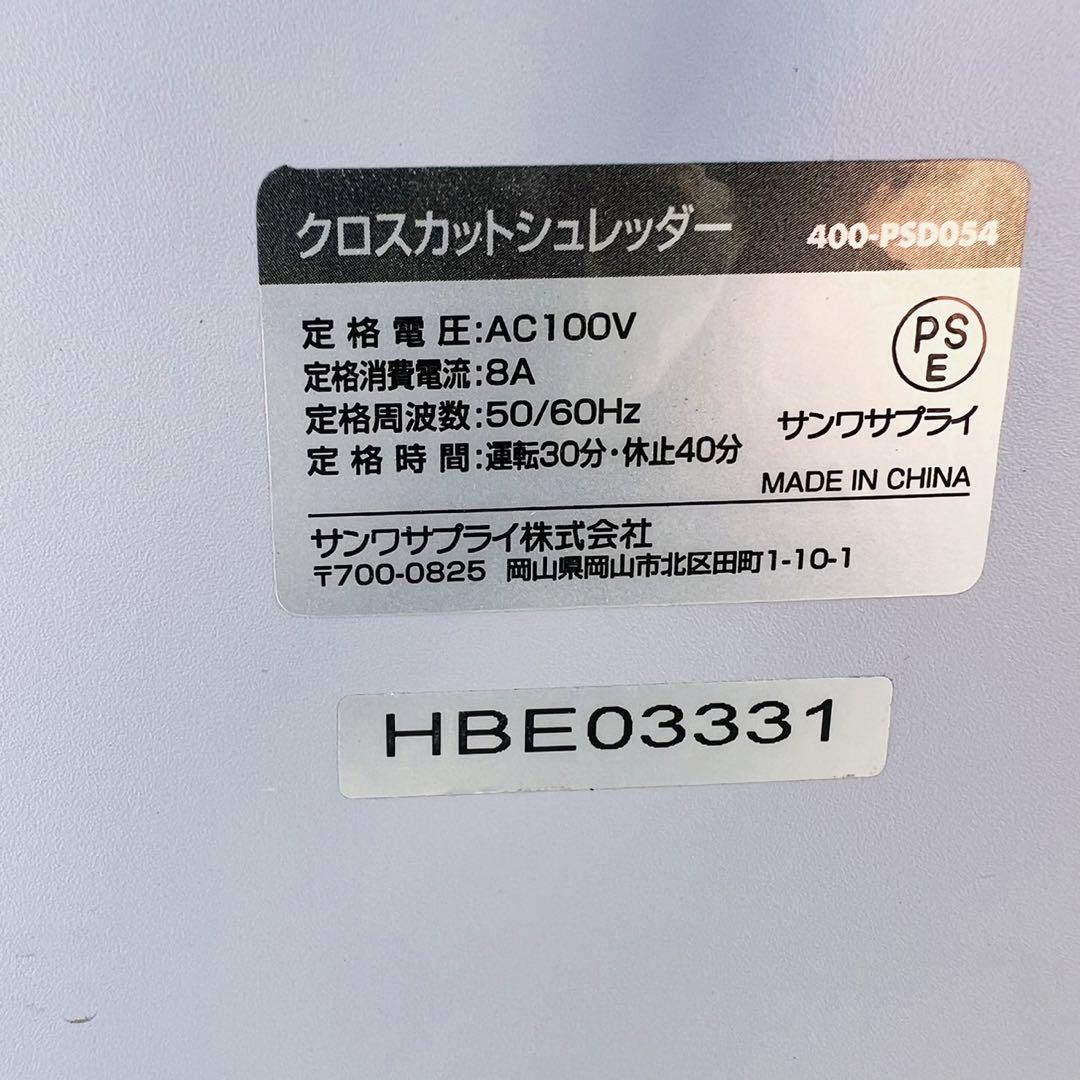 クロスカットシュレッダー 400-PSD054
定格電圧:AC100V
定格消費電流:8A
定格周波数:50/60Hz
定格時間:運転30分・休止40分
PSE
サンワサプライ
MADE IN CHINA
サンワサプライ株式会社
〒700-0825 岡山県岡山市北区田町1-10-1
HBE03331